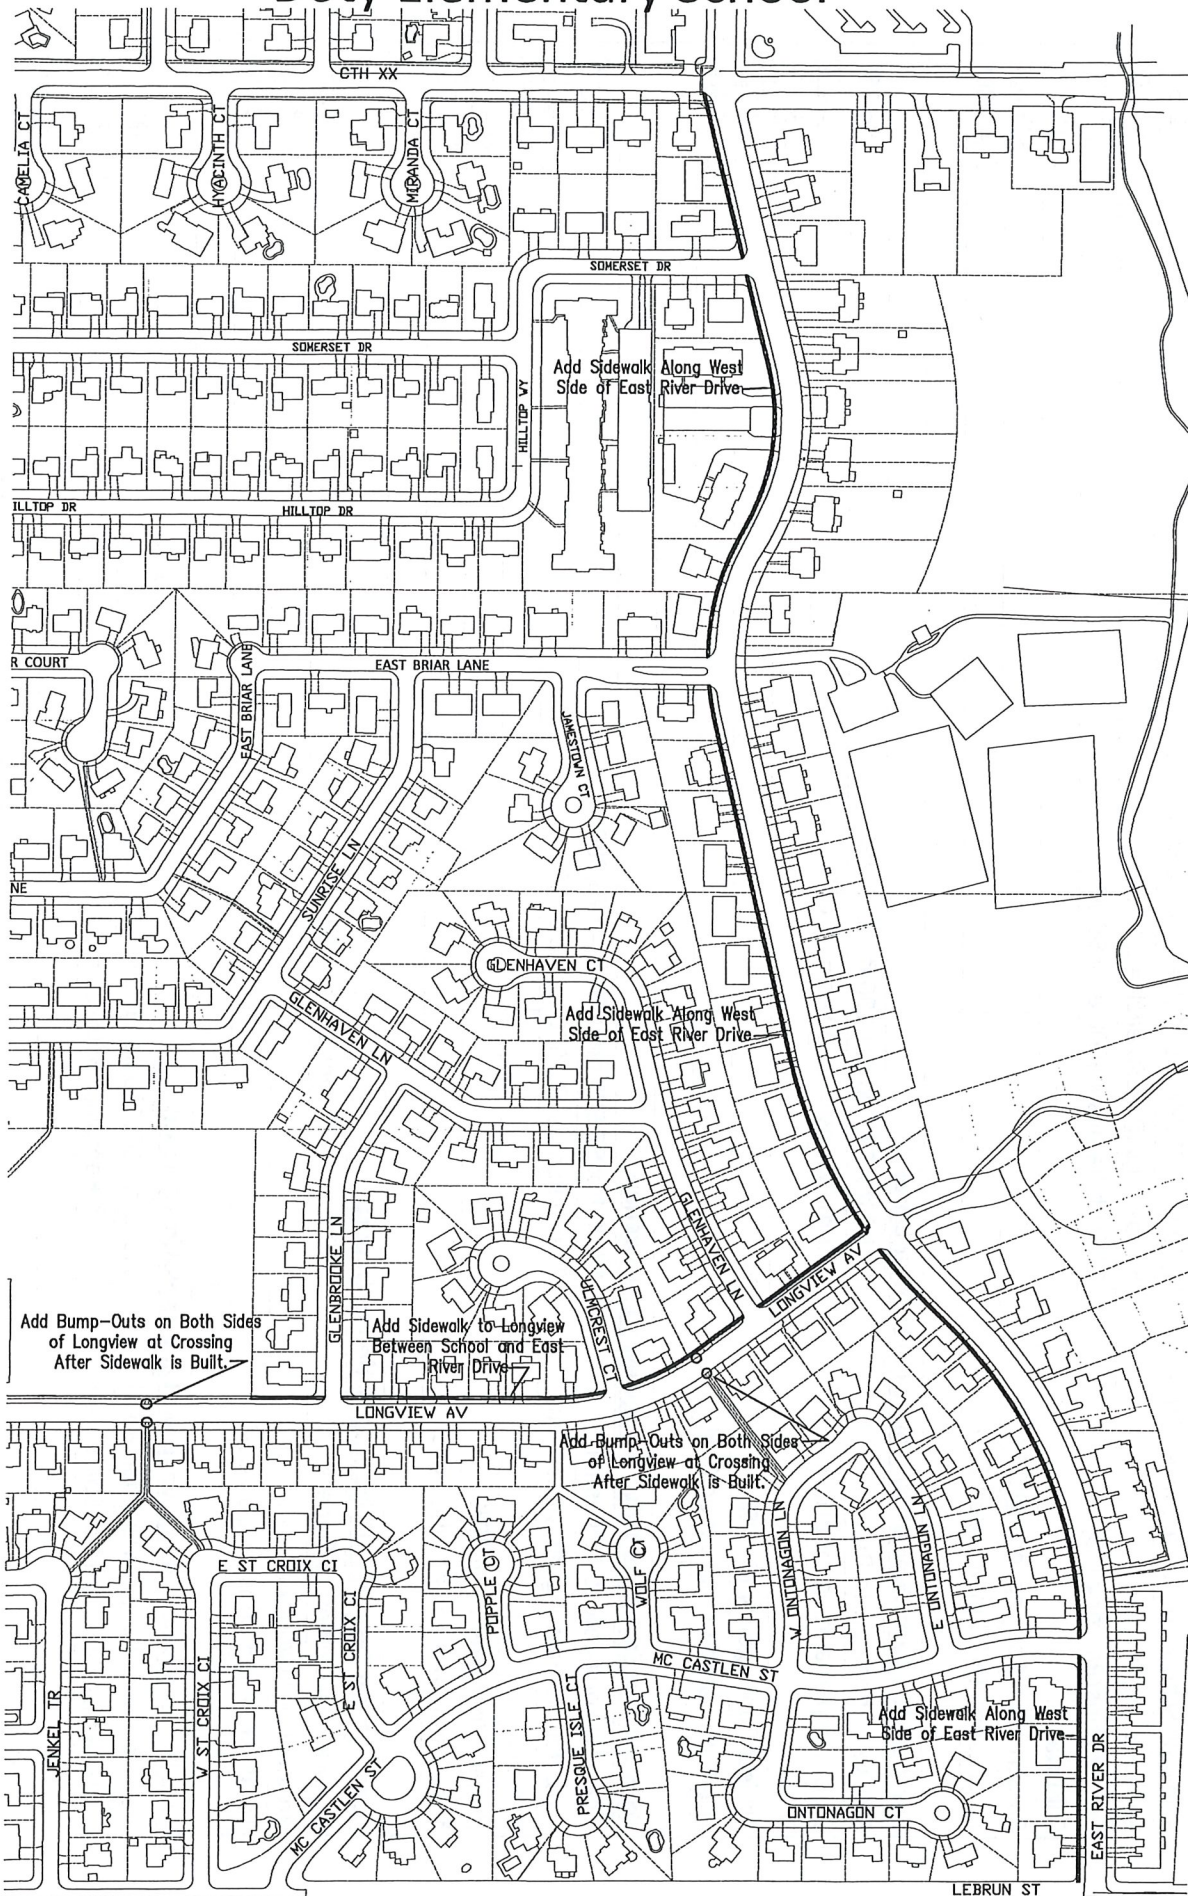 Doty Elementary School
CTH XX
CAMELIA CT
HYACINTH CT
MIRANDA CT
SOMERSET DR
SOMERSET DR
Add Sidewalk Along West
Side of East River Drive
HILLTOP WY
ILLTOP DR
HILLTOP DR
R COURT
EAST BRIAR LANE
EAST BRIAR LANE
JAMESTOWN CT
NE
SUNRISE LN
GLENHAVEN CT
GLENHAVEN LN
Add Sidewalk Along West
Side of East River Drive
GLENHAVEN LN
LONGVIEW AV
GLENBROOKE LN
ULMCREST CT
Add Bump-Outs on Both Sides
of Longview at Crossing
After Sidewalk is Built.
Add Sidewalk to Longview
Between School and East
River Drive
LONGVIEW AV
Add Bump-Outs on Both Sides
of Longview at Crossing
After Sidewalk is Built.
E ST CROIX CI
E ST CROIX CI
W ST CROIX CI
POPPLE CT
WOLF CT
W ONTONAGON LN
E ONTONAGON LN
MC CASTLEN ST
JENKEL TR
PRESQUE ISLE CT
Add Sidewalk Along West
Side of East River Drive
MC CASTLEN ST
ONTONAGON CT
EAST RIVER DR
LEBRUN ST